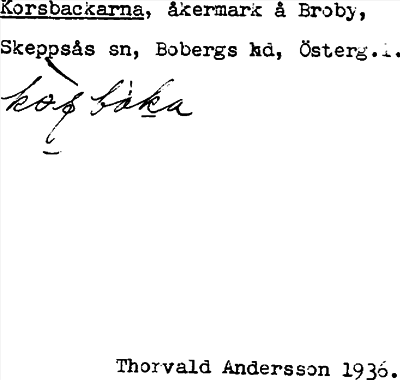 Korsbackarna, åkermark å Broby,
Skeppsås sn, Bobergs hd, Österg.l.
Thorvald Andersson 1936.